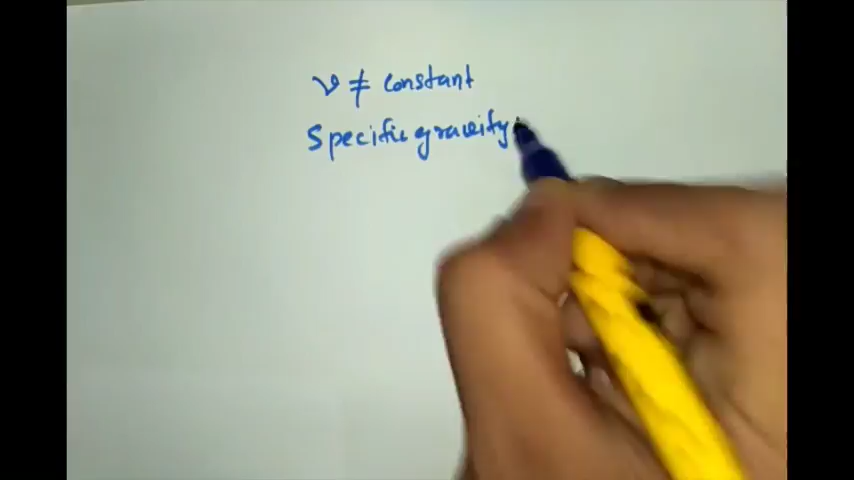 ν ≠ constant
Specific gravity